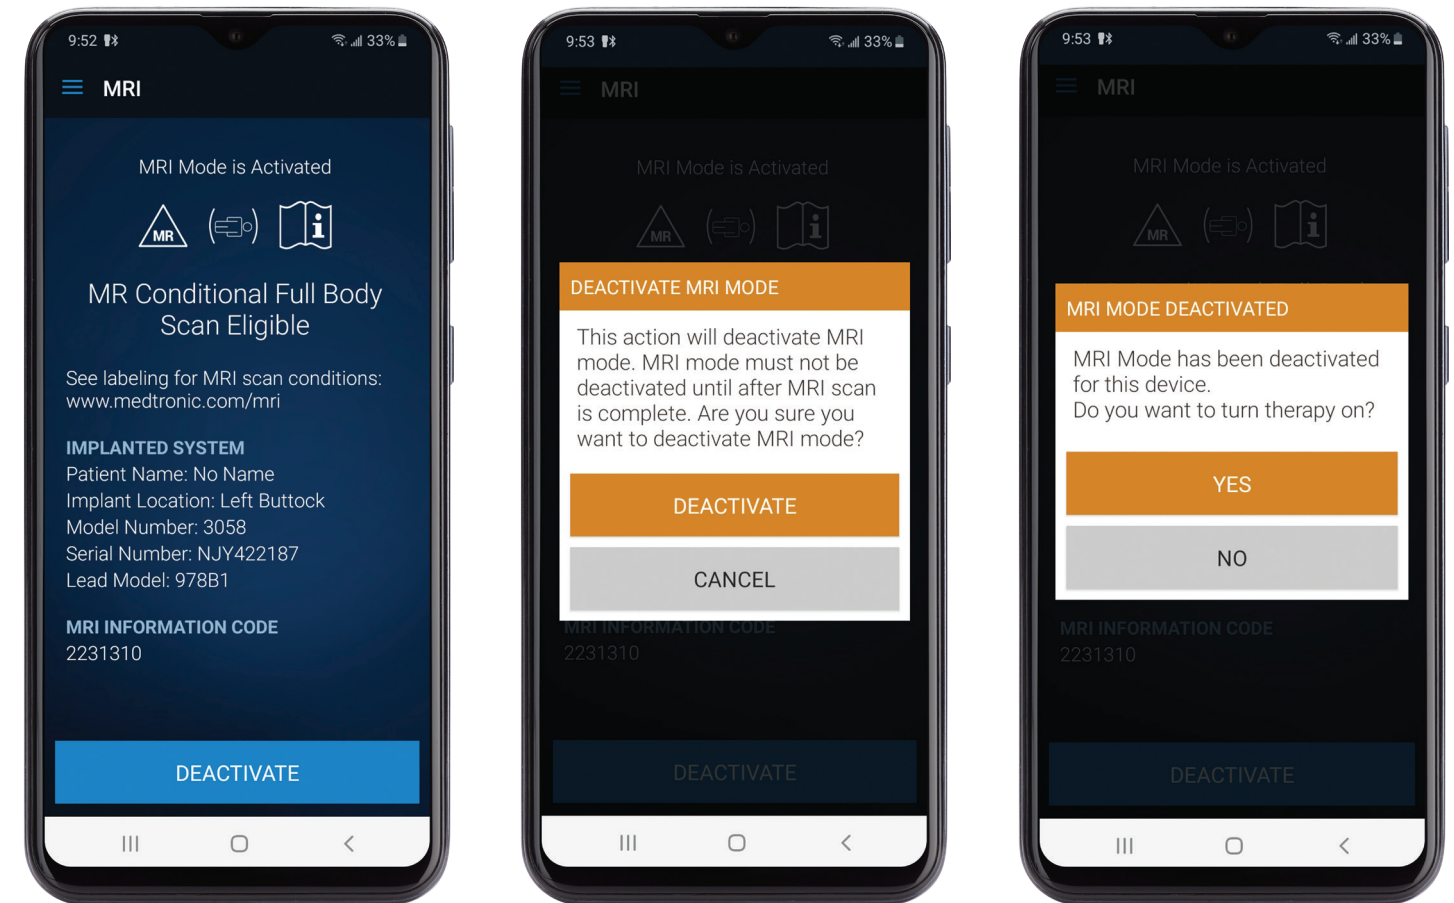 9:52
33%
MRI
MRI Mode is Activated
MR
i
MR Conditional Full Body
Scan Eligible
See labeling for MRI scan conditions:
www.medtronic.com/mri
IMPLANTED SYSTEM
Patient Name: No Name
Implant Location: Left Buttock
Model Number: 3058
Serial Number: NJY422187
Lead Model: 978B1
MRI INFORMATION CODE
2231310
DEACTIVATE
9:53
33%
MRI
MRI Mode is Activated
MR
i
DEACTIVATE MRI MODE
This action will deactivate MRI
mode. MRI mode must not be
deactivated until after MRI scan
is complete. Are you sure you
want to deactivate MRI mode?
DEACTIVATE
CANCEL
MRI INFORMATION CODE
2231310
DEACTIVATE
9:53
33%
MRI
MRI Mode is Activated
MR
i
MRI MODE DEACTIVATED
MRI Mode has been deactivated
for this device.
Do you want to turn therapy on?
YES
NO
MRI INFORMATION CODE
2231310
DEACTIVATE